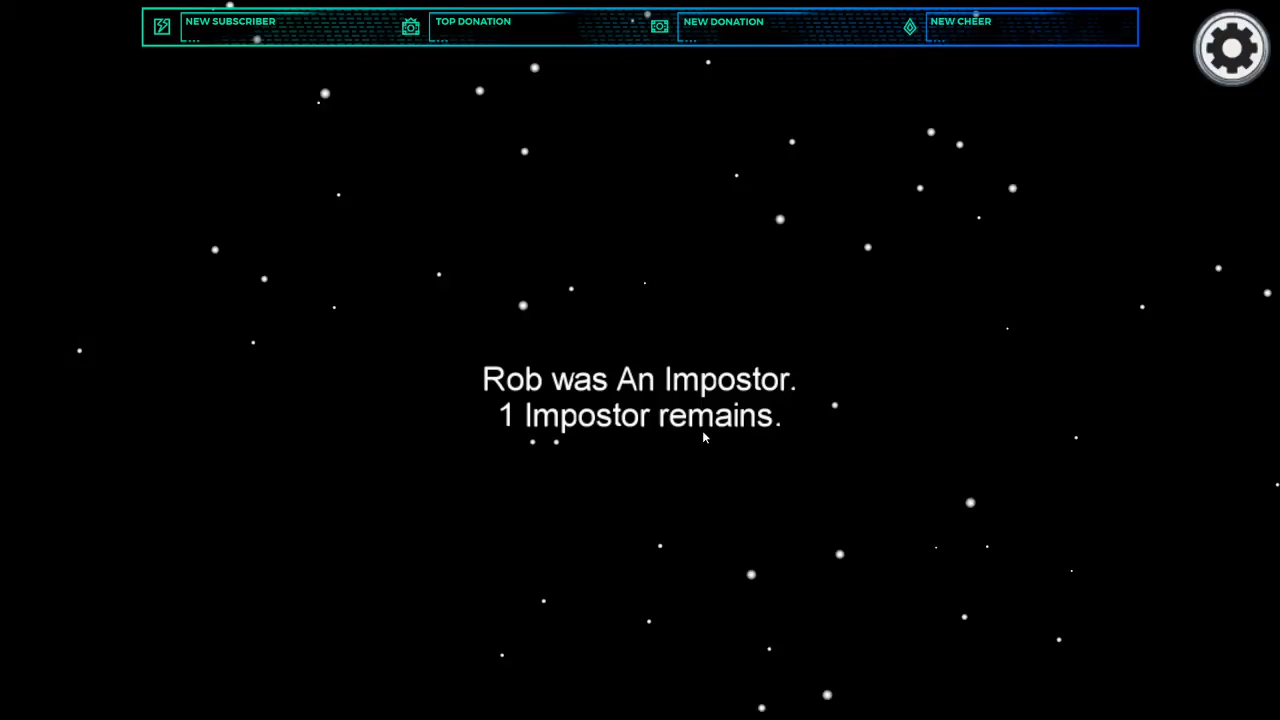 NEW SUBSCRIBER
TOP DONATION
NEW DONATION
NEW CHEER
Rob was An Impostor.
1 Impostor remains.